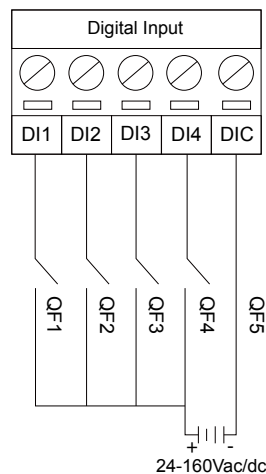 Digital Input
DI1 DI2 DI3 DI4 DIC
QF1 QF2 QF3 QF4 QF5
+ -
24-160Vac/dc